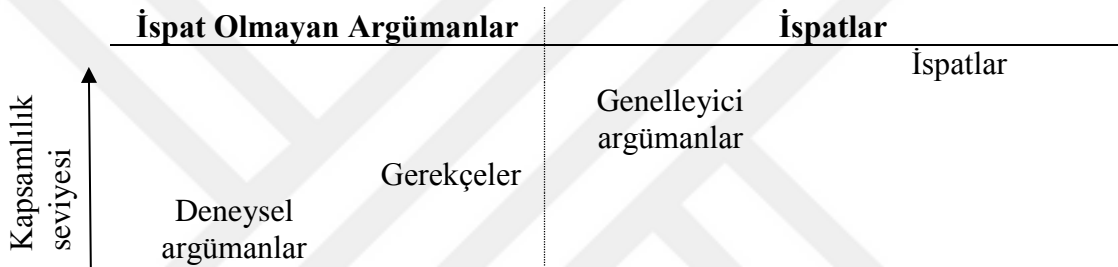 İspat Olmayan Argümanlar
İspatlar
İspatlar
Genelleyici
argümanlar
Gerekçeler
Deneysel
argümanlar
Kapsamlılık
seviyesi